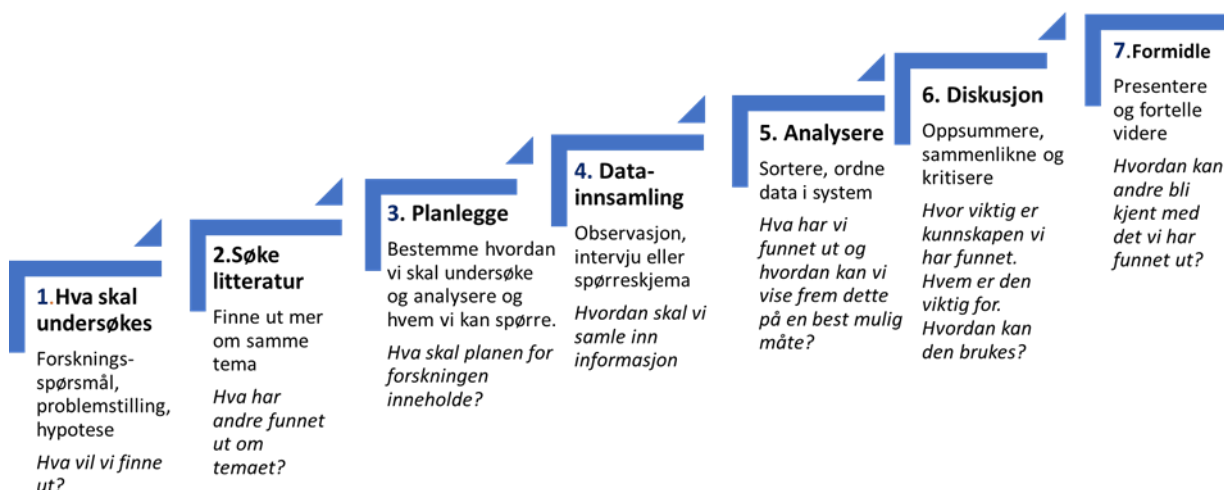 1.Hva skal
undersøkes
Forsknings-
spørsmål,
problemstilling,
hypotese
Hva vil vi finne
ut?
2.Søke
litteratur
Finne ut mer
om samme
tema
Hva har
andre funnet
ut om
temaet?
3. Planlegge
Bestemme hvordan
vi skal undersøke
og analysere og
hvem vi kan spørre.
Hva skal planen for
forskningen
inneholde?
4. Data-
innsamling
Observasjon,
intervju eller
spørreskjema
Hvordan skal vi
samle inn
informasjon
5. Analysere
Sortere, ordne
data i system
Hva har vi
funnet ut og
hvordan kan vi
vise frem dette
på en best mulig
måte?
6. Diskusjon
Oppsummere,
sammenlikne og
kritisere
Hvor viktig er
kunnskapen vi
har funnet.
Hvem er den
viktig for.
Hvordan kan
den brukes?
7.Formidle
Presentere
og fortelle
videre
Hvordan kan
andre bli
kjent med
det vi har
funnet ut?